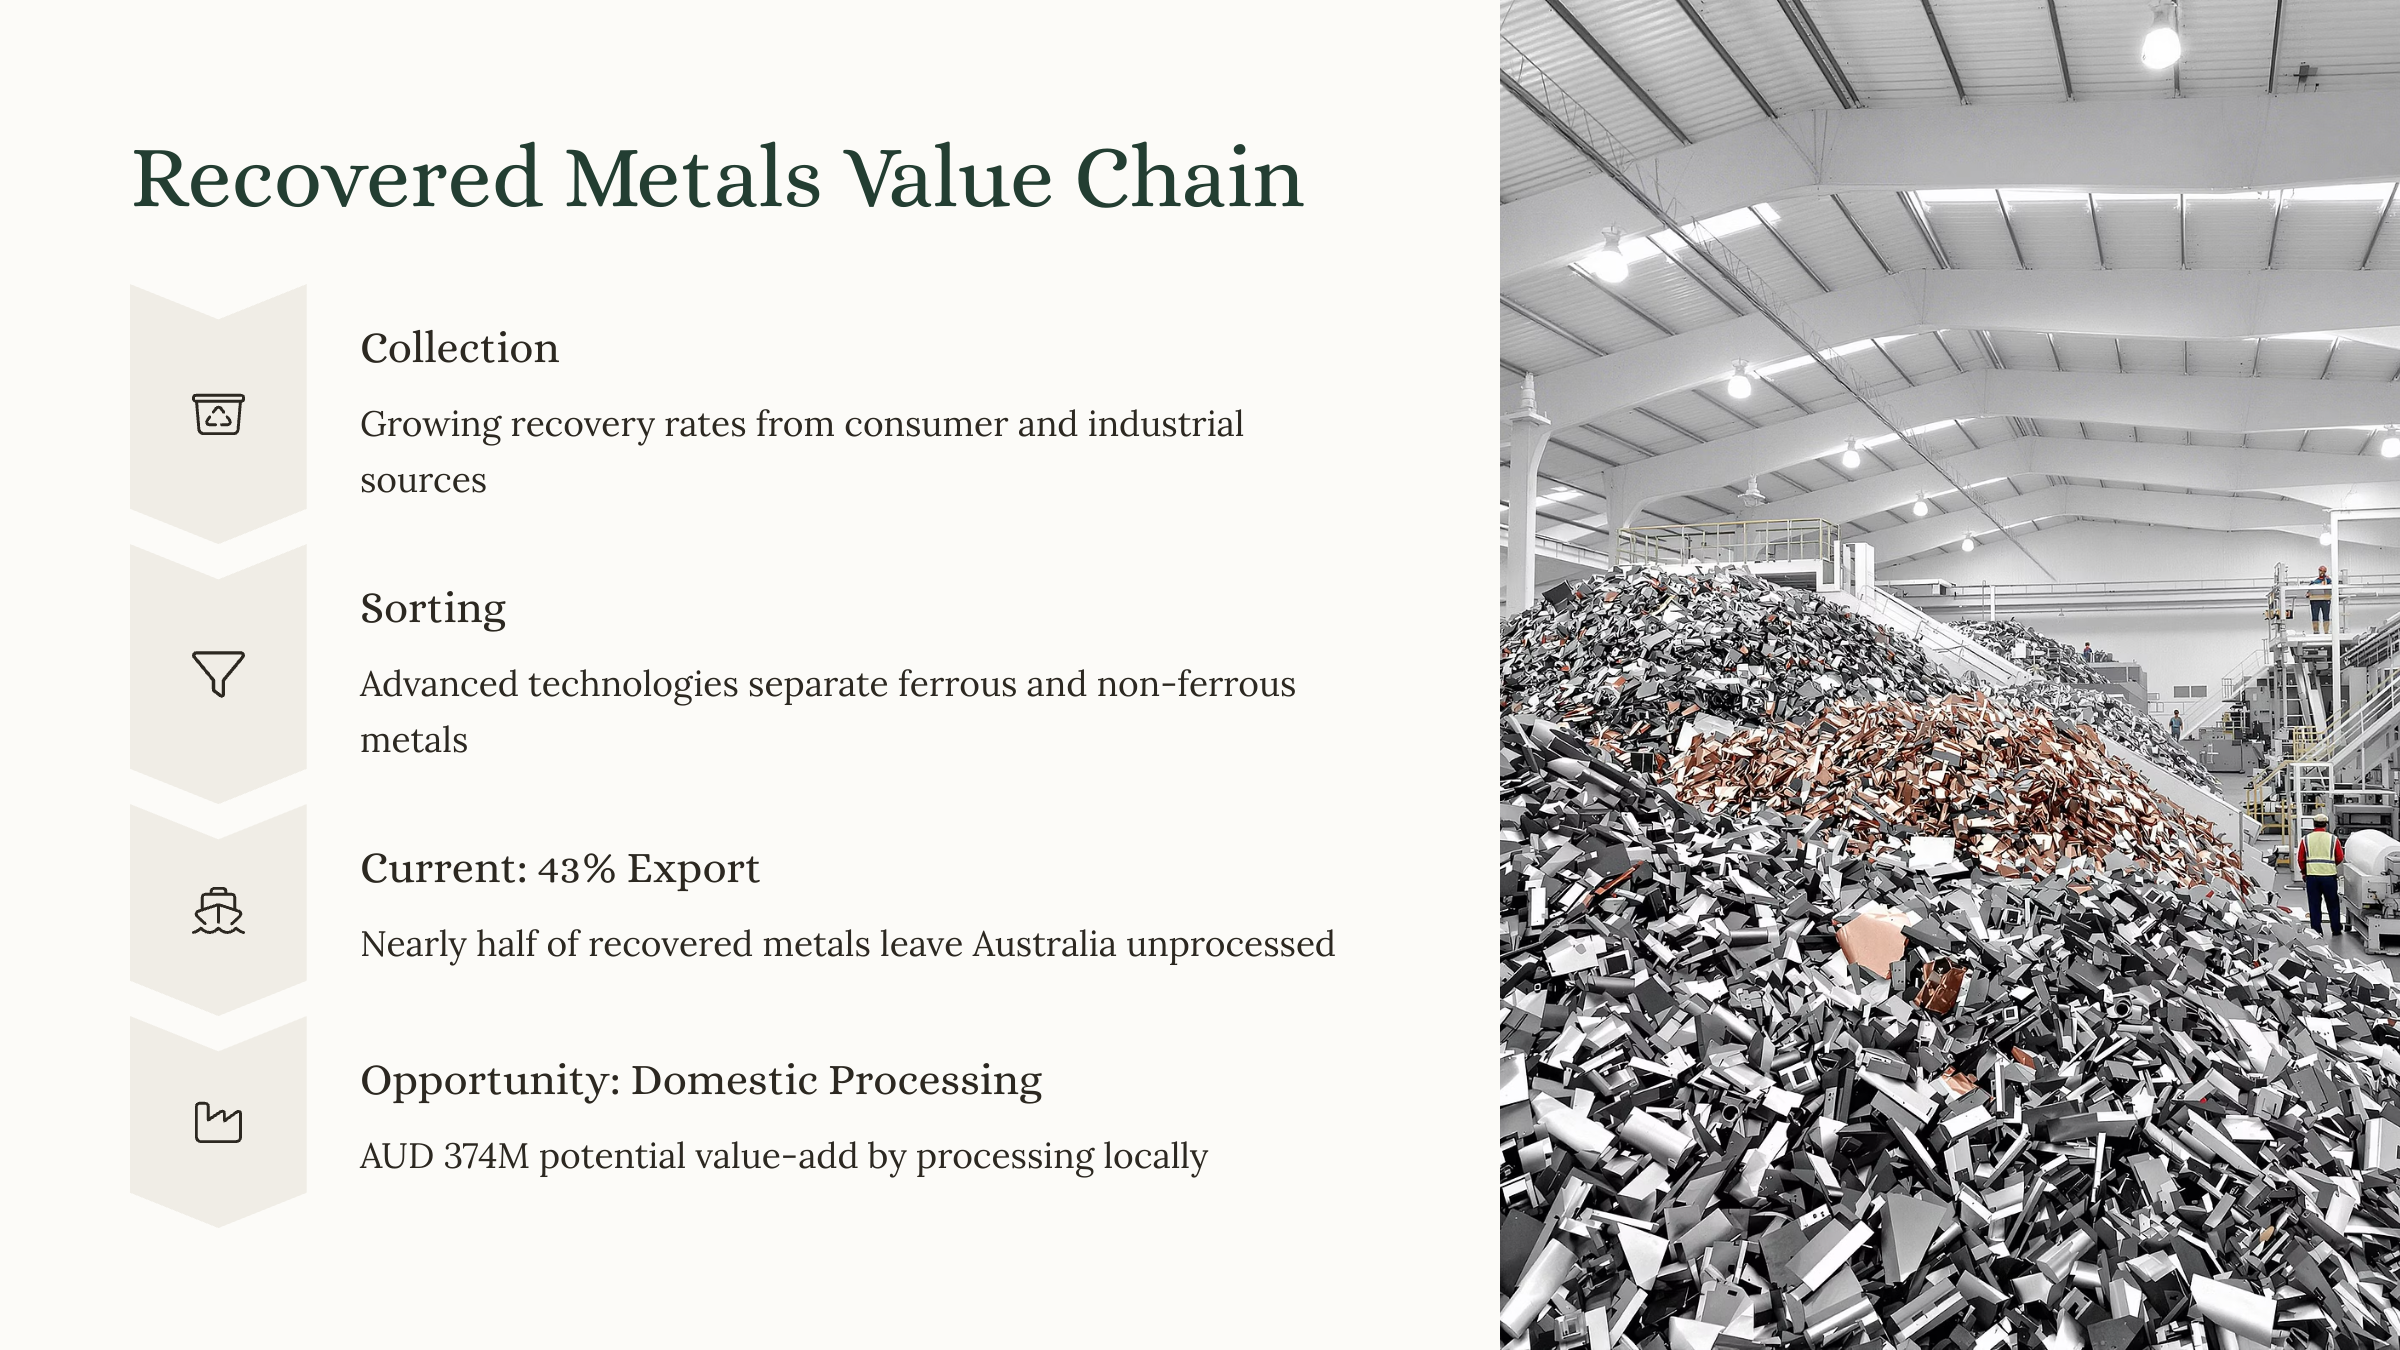 Recovered Metals Value Chain
Collection
Growing recovery rates from consumer and industrial
sources
Sorting
Advanced technologies separate ferrous and non-ferrous
metals
Current: 43% Export
Nearly half of recovered metals leave Australia unprocessed
Opportunity: Domestic Processing
AUD 374M potential value-add by processing locally